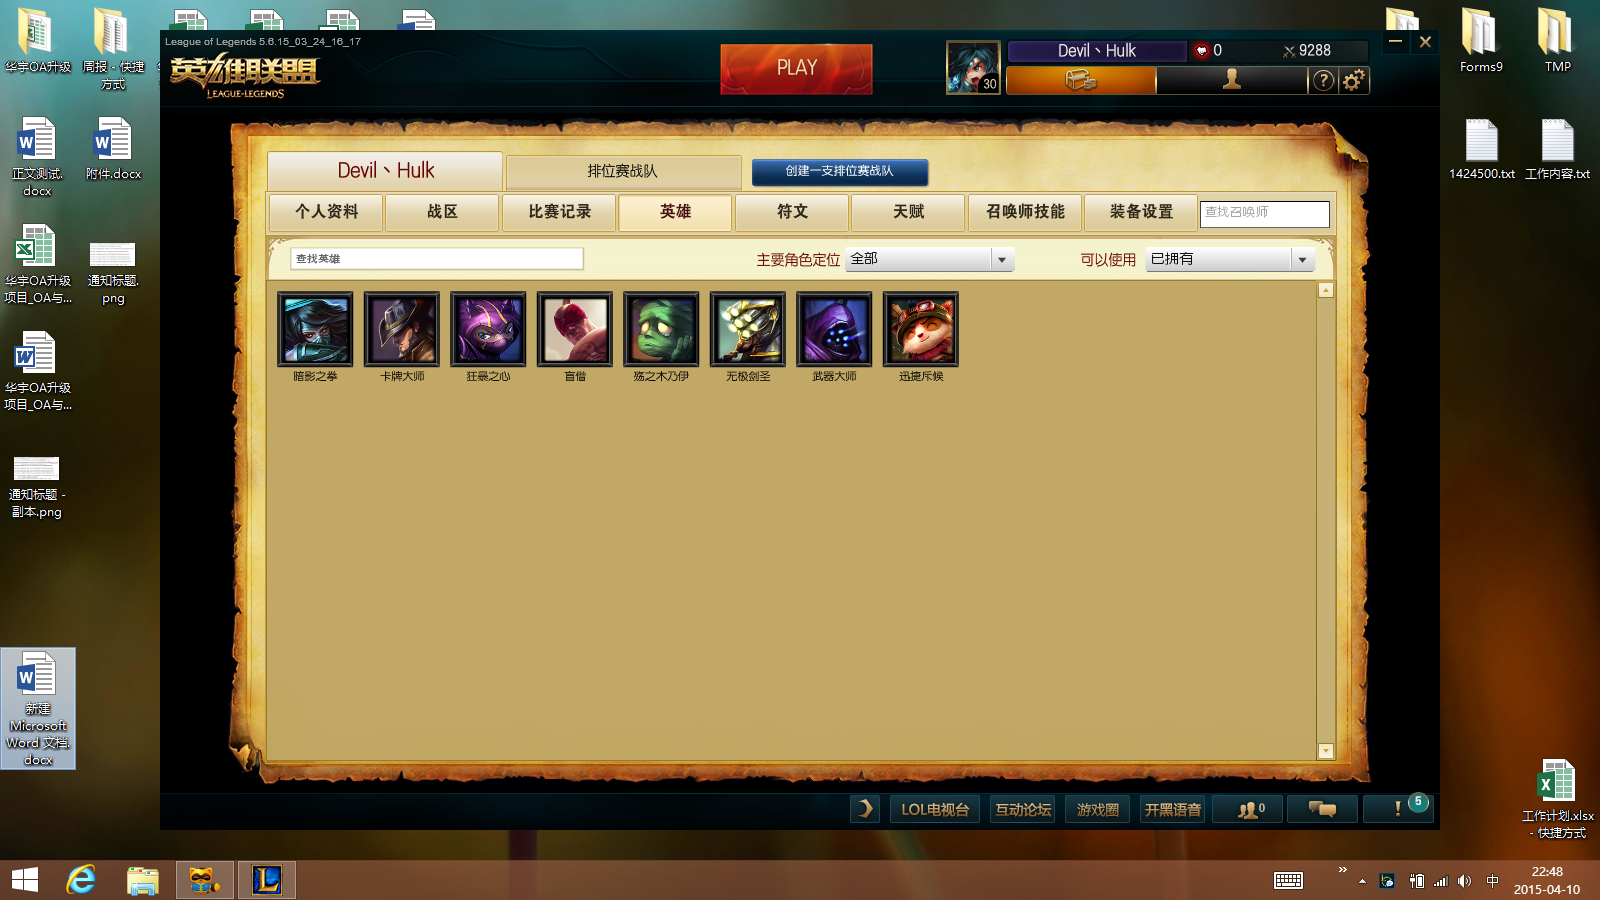 华宇OA升级
周报 - 快捷
方式
正文测试.
docx
附件.docx
华宇OA升级
项目_OA与...
通知标题.
png
华宇OA升级
项目_OA与...
通知标题 -
副本.png
新建
Microsoft
Word 文档.
docx
League of Legends 5.6.15_03_24_16_17
英雄联盟
LEAGUE of LEGENDS
PLAY
30
Devil丶Hulk
0
9288
?
Devil丶Hulk
排位赛战队
创建一支排位赛战队
个人资料
战区
比赛记录
英雄
符文
天赋
召唤师技能
装备设置
查找召唤师
查找英雄
主要角色定位
全部
可以使用
已拥有
暗影之拳
卡牌大师
狂暴之心
盲僧
殇之木乃伊
无极剑圣
武器大师
迅捷斥候
LOL电视台
互动论坛
游戏圈
开黑语音
0
!
5
Forms9
TMP
1424500.txt
工作内容.txt
工作计划.xlsx
- 快捷方式
中
22:48
2015-04-10